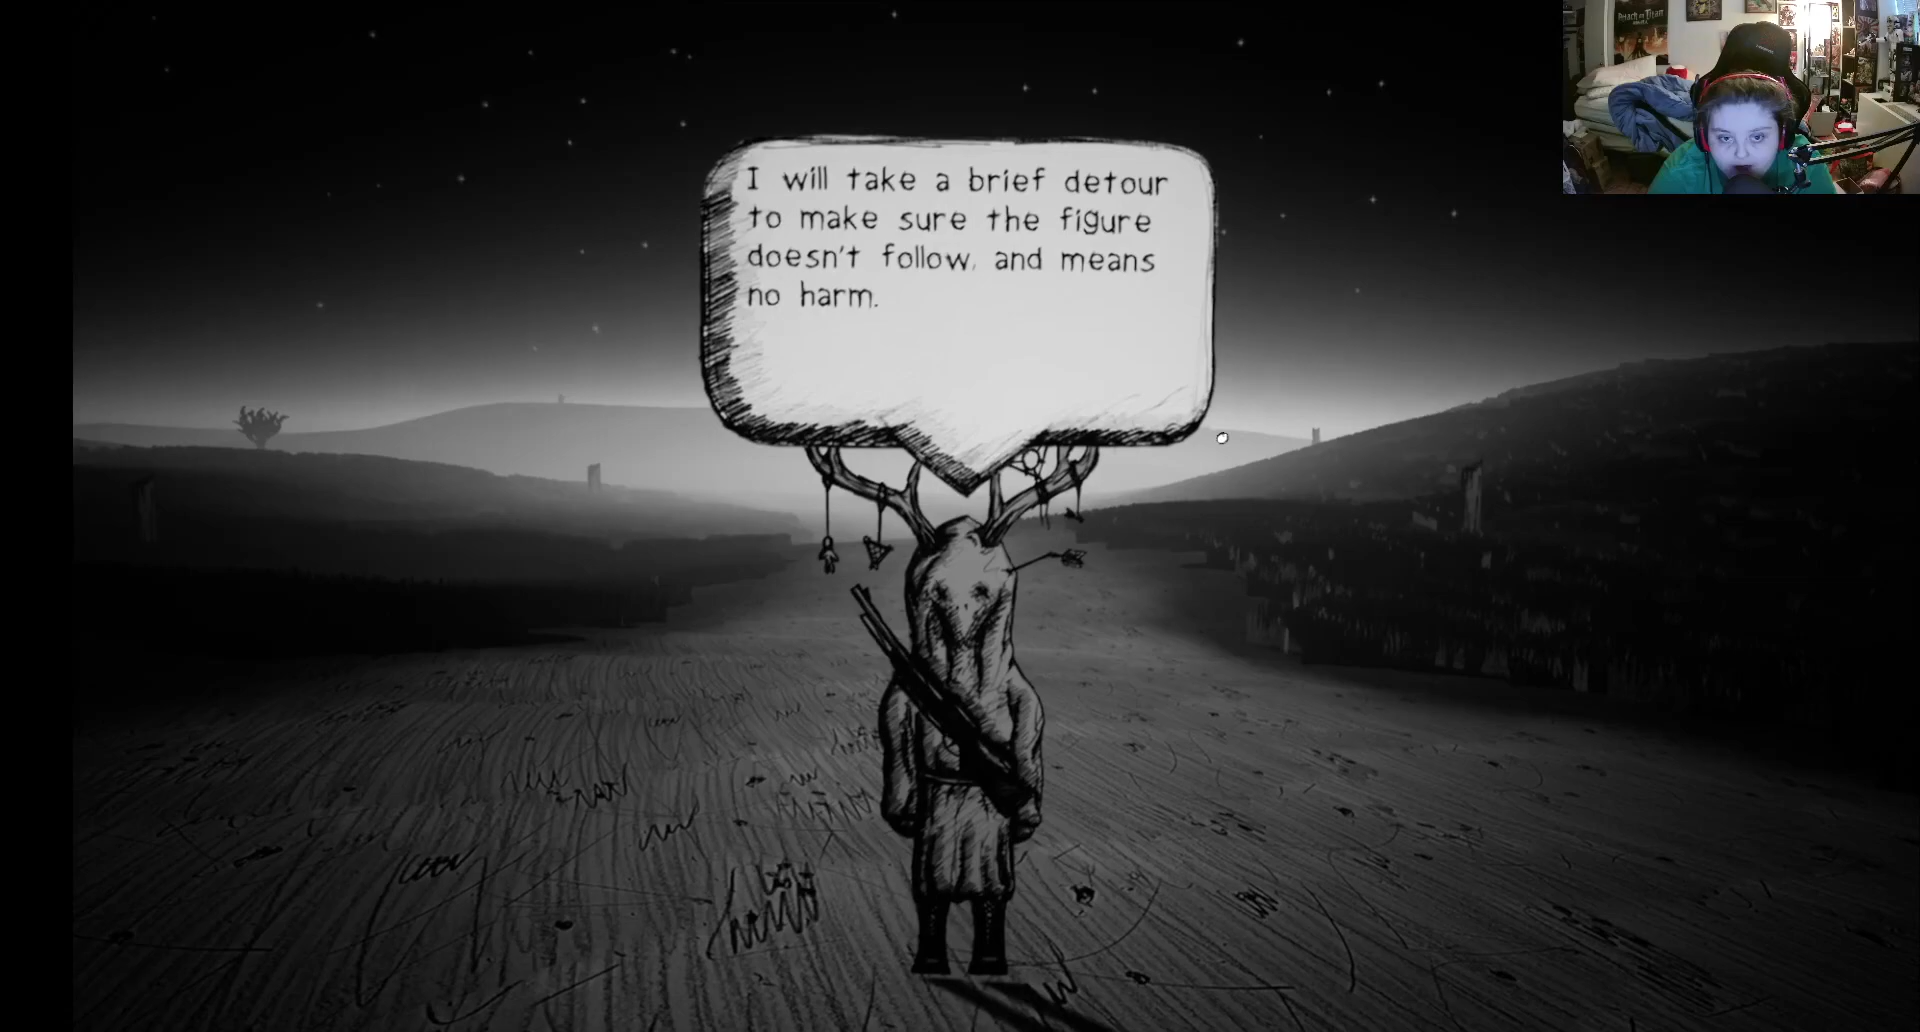 I will take a brief detour
to make sure the figure
doesn't follow, and means
no harm.